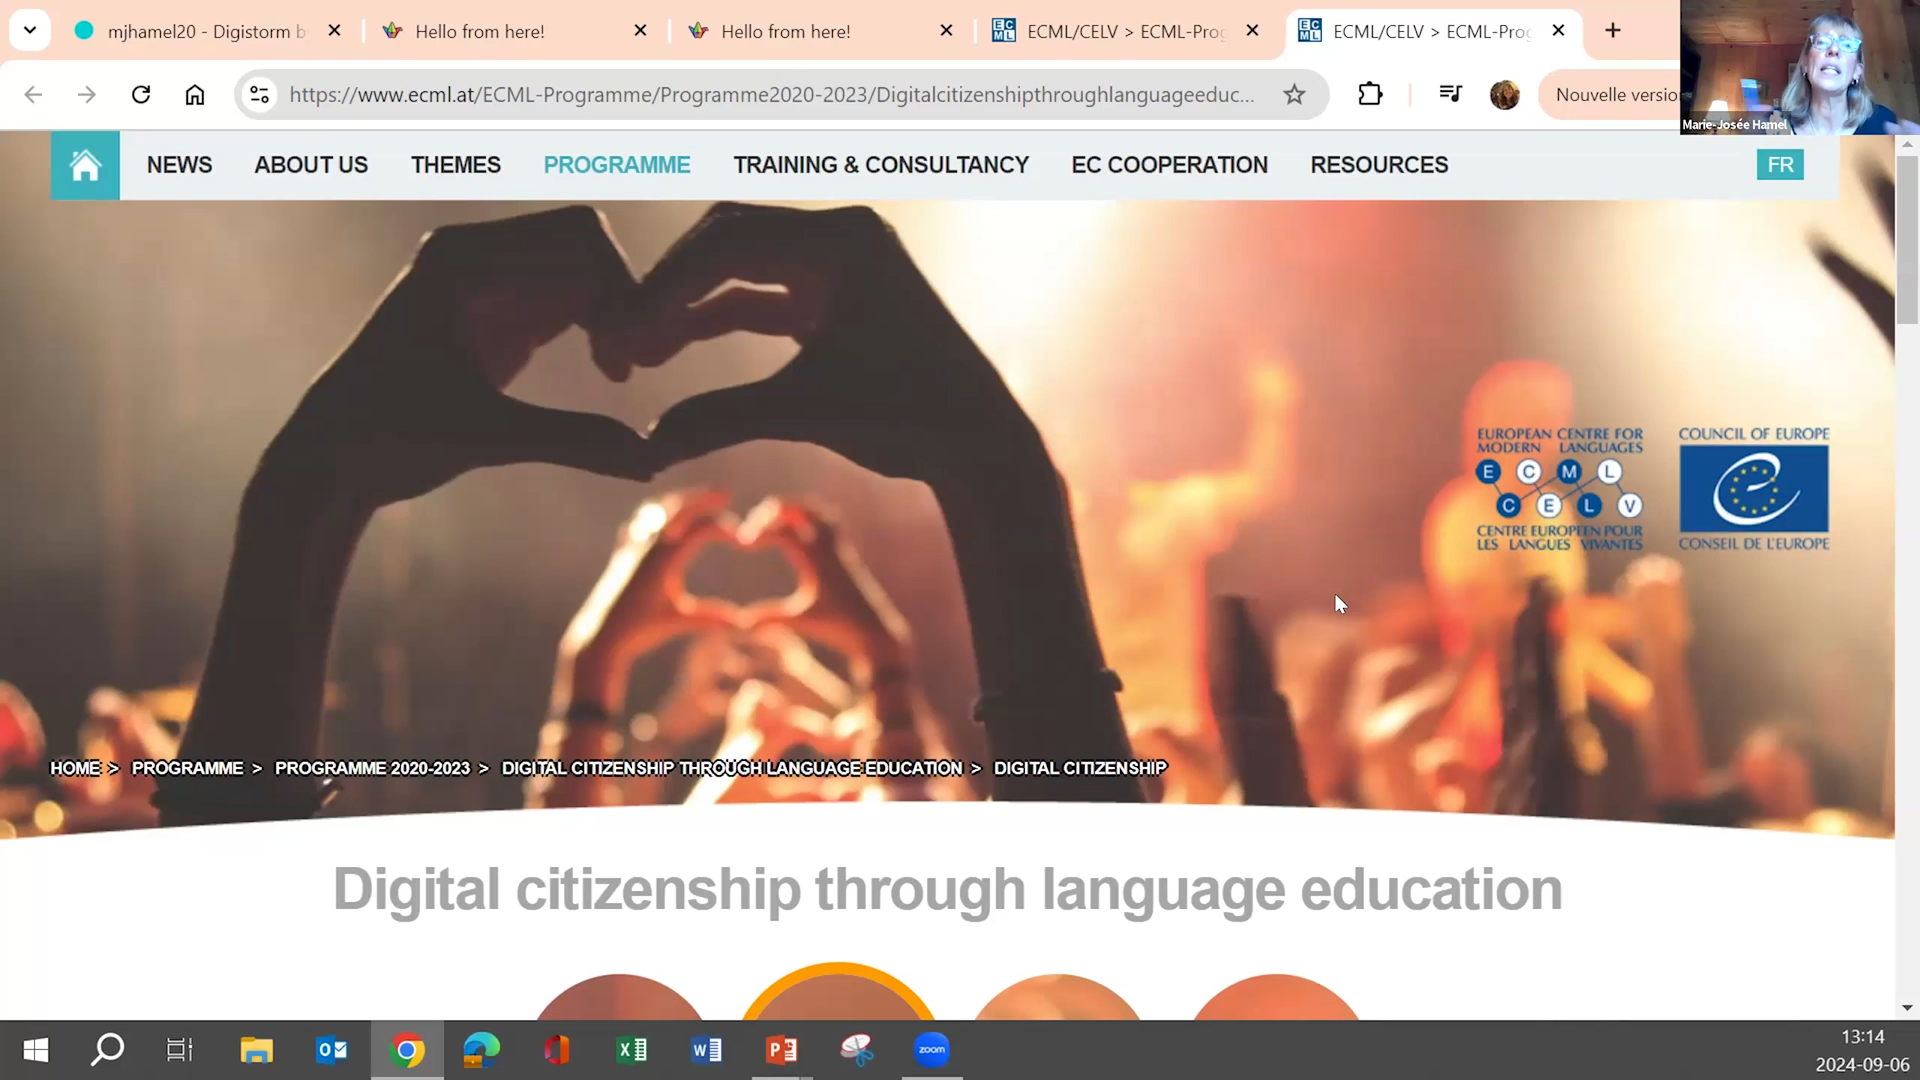 mjhamel20 - Digistorm b
Hello from here!
Hello from here!
ECML/CELV > ECML-Prog
ECML/CELV > ECML-Prog
https://www.ecml.at/ECML-Programme/Programme2020-2023/Digitalcitizenshipthroughlanguageeduc...
Nouvelle versio
Marie-Josée Hamel
NEWS
ABOUT US
THEMES
PROGRAMME
TRAINING & CONSULTANCY
EC COOPERATION
RESOURCES
FR
EUROPEAN CENTRE FOR
MODERN LANGUAGES
E C M L
C E L V
CENTRE EUROPEEN POUR
LES LANGUES VIVANTES
COUNCIL OF EUROPE
CONSEIL DE L'EUROPE
HOME > PROGRAMME > PROGRAMME 2020-2023 > DIGITAL CITIZENSHIP THROUGH LANGUAGE EDUCATION > DIGITAL CITIZENSHIP
Digital citizenship through language education
zoom
13:14
2024-09-06